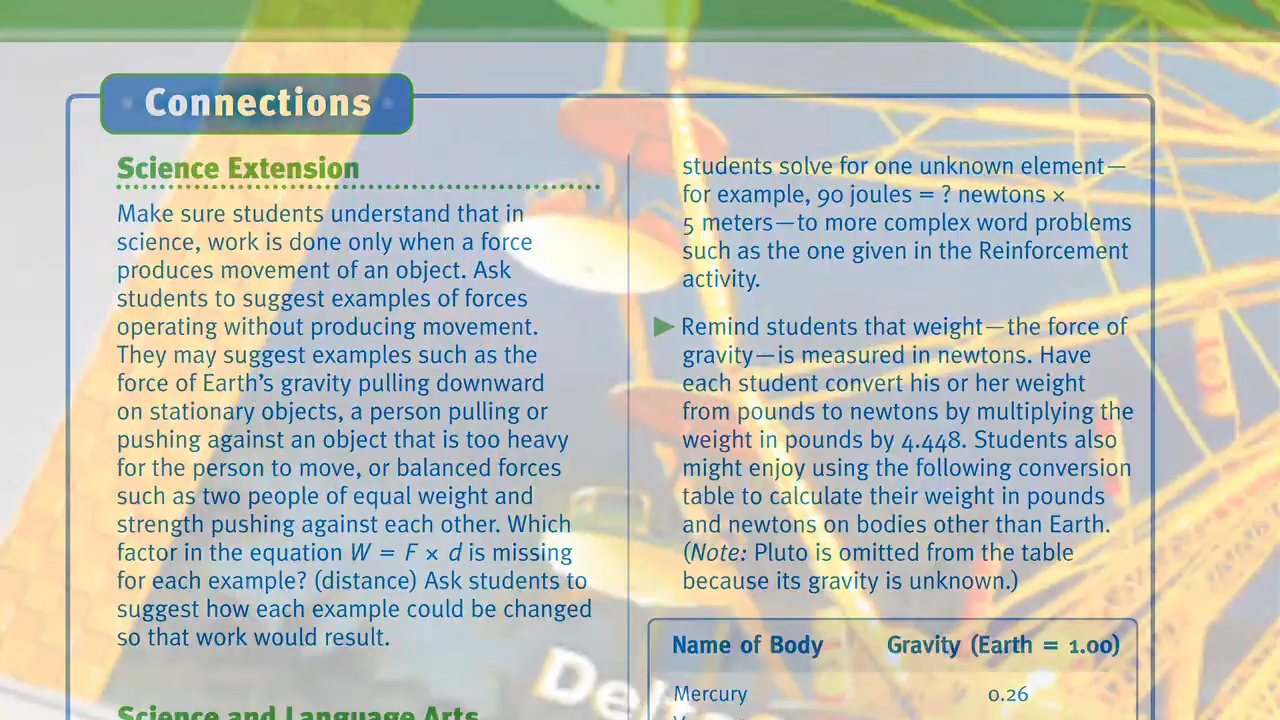 Connections
Science Extension
Make sure students understand that in
science, work is done only when a force
produces movement of an object. Ask
students to suggest examples of forces
operating without producing movement.
They may suggest examples such as the
force of Earth's gravity pulling downward
on stationary objects, a person pulling or
pushing against an object that is too heavy
for the person to move, or balanced forces
such as two people of equal weight and
strength pushing against each other. Which
factor in the equation W = F × d is missing
for each example? (distance) Ask students to
suggest how each example could be changed
so that work would result.
Science and Language Arts
students solve for one unknown element—
for example, 90 joules = ? newtons ×
5 meters—to more complex word problems
such as the one given in the Reinforcement
activity.
▶ Remind students that weight—the force of
gravity—is measured in newtons. Have
each student convert his or her weight
from pounds to newtons by multiplying the
weight in pounds by 4.448. Students also
might enjoy using the following conversion
table to calculate their weight in pounds
and newtons on bodies other than Earth.
(Note: Pluto is omitted from the table
because its gravity is unknown.)
Name of Body Gravity (Earth = 1.00)
Mercury 0.26